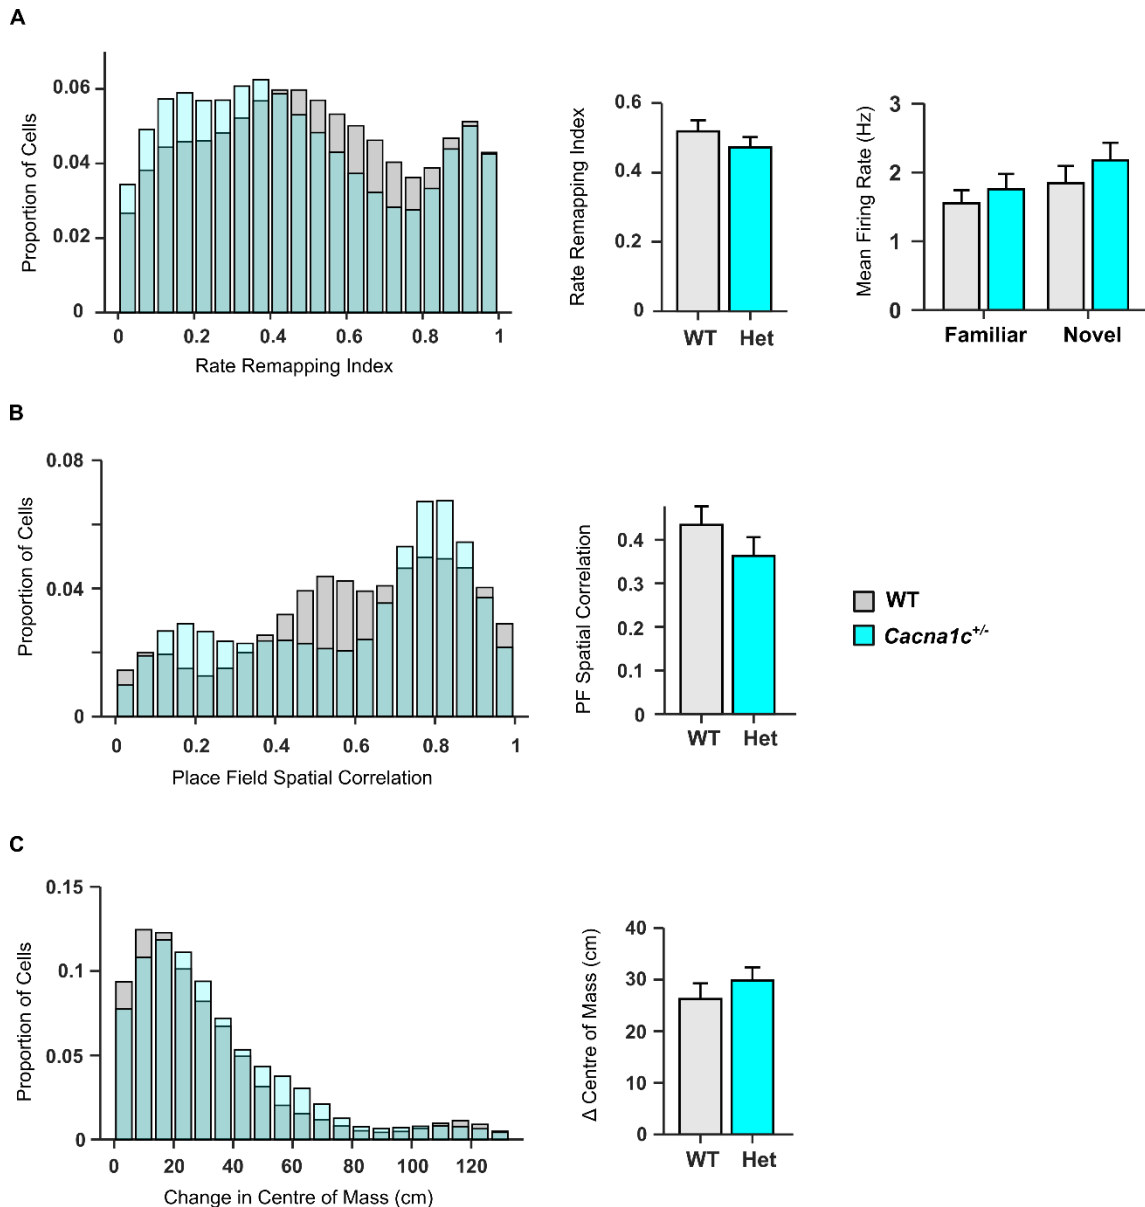 A
Proportion of Cells
0.06
0.04
0.02
0
0 0.2 0.4 0.6 0.8 1
Rate Remapping Index
Rate Remapping Index
0.6
0.4
0.2
0
WT Het
Mean Firing Rate (Hz)
3
2
1
0
Familiar Novel
B
Proportion of Cells
0.08
0.04
0
0 0.2 0.4 0.6 0.8 1
Place Field Spatial Correlation
PF Spatial Correlation
0.4
0.3
0.2
0.1
0
WT Het
WT
Cacna1c+/-
C
Proportion of Cells
0.15
0.1
0.05
0
0 20 40 60 80 100 120
Change in Centre of Mass (cm)
Δ Centre of Mass (cm)
40
30
20
10
0
WT Het